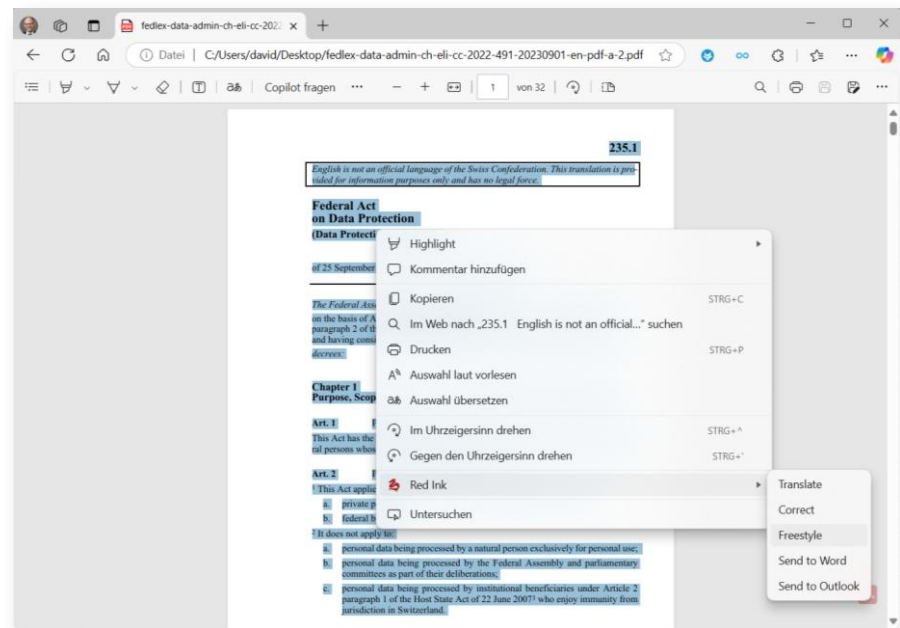 fedlex-data-admin-ch-eli-cc-202
Datei | C:/Users/david/Desktop/fedlex-data-admin-ch-eli-cc-2022-491-20230901-en-pdf-a-2.pdf
Copilot fragen ... 1 von 32
235.1
English is not an official language of the Swiss Confederation. This translation is pro-
vided for information purposes only and has no legal force.
Federal Act
on Data Protection
(Data Protecti
of 25 September
The Federal Ass
on the basis of A
paragraph 2 of th
and having consi
decrees:
Chapter 1
Purpose, Scop
Art. 1
This Act has the
ral persons whos
Art. 2
1 This Act applie
a. private p
b. federal b
2 It does not apply to:
a. personal data being processed by a natural person exclusively for personal use;
b. personal data being processed by the Federal Assembly and parliamentary
committees as part of their deliberations;
c. personal data being processed by institutional beneficiaries under Article 2
paragraph 1 of the Host State Act of 22 June 2007³ who enjoy immunity from
jurisdiction in Switzerland.
Highlight
Kommentar hinzufügen
Kopieren STRG+C
Im Web nach „235.1 English is not an official...“ suchen
Drucken STRG+P
Auswahl laut vorlesen
Auswahl übersetzen
Im Uhrzeigersinn drehen STRG+^
Gegen den Uhrzeigersinn drehen STRG+'
Red Ink
Untersuchen
Translate
Correct
Freestyle
Send to Word
Send to Outlook